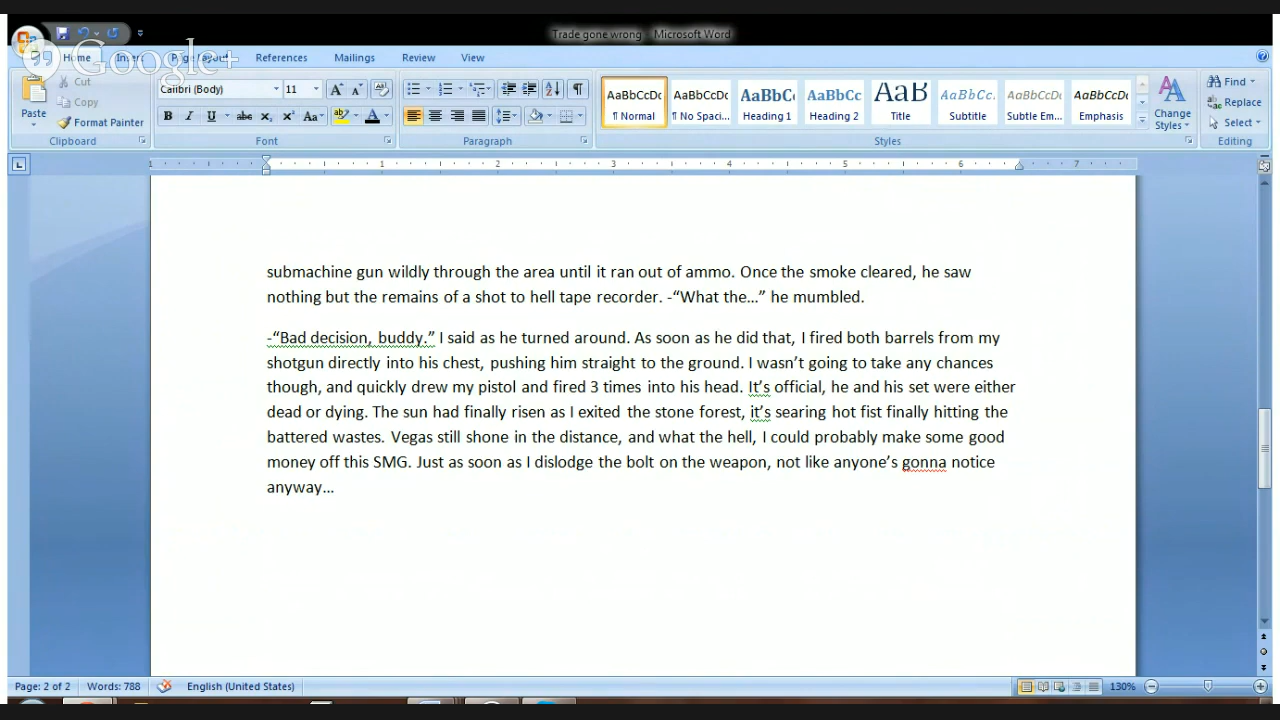 Trade gone wrong - Microsoft Word
Google+
Home Insert Page Layout References Mailings Review View
Paste
Cut
Copy
Format Painter
Clipboard
Calibri (Body) 11
Font
Paragraph
AaBbCcDc AaBbCcDc AaBbC AaBbCc AaB AaBbCc. AaBbCcDc AaBbCcDc
¶ Normal ¶ No Spaci... Heading 1 Heading 2 Title Subtitle Subtle Em... Emphasis
Styles
Change Styles
Find
Replace
Select
Editing
1 1 2 3 4 5 6 7
submachine gun wildly through the area until it ran out of ammo. Once the smoke cleared, he saw
nothing but the remains of a shot to hell tape recorder. -“What the…” he mumbled.
-“Bad decision, buddy.” I said as he turned around. As soon as he did that, I fired both barrels from my
shotgun directly into his chest, pushing him straight to the ground. I wasn’t going to take any chances
though, and quickly drew my pistol and fired 3 times into his head. It’s official, he and his set were either
dead or dying. The sun had finally risen as I exited the stone forest, it’s searing hot fist finally hitting the
battered wastes. Vegas still shone in the distance, and what the hell, I could probably make some good
money off this SMG. Just as soon as I dislodge the bolt on the weapon, not like anyone’s gonna notice
anyway…
Page: 2 of 2 Words: 788 English (United States) 130%